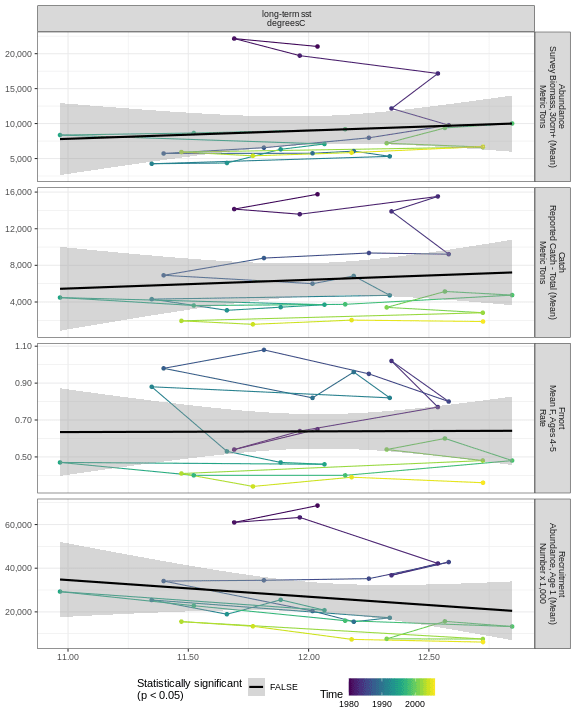 long-term sst
degreesC
20,000
15,000
10,000
5,000
Abundance
Survey Biomass, 30cm+ (Mean)
Metric Tons
16,000
12,000
8,000
4,000
Catch
Reported Catch - Total (Mean)
Metric Tons
1.10
0.90
0.70
0.50
Fmort
Mean F, Ages 4-5
Rate
60,000
40,000
20,000
Recruitment
Abundance, Age 1 (Mean)
Number x 1,000
11.00 11.50 12.00 12.50
Statistically significant
(p < 0.05)
FALSE
Time
1980 1990 2000